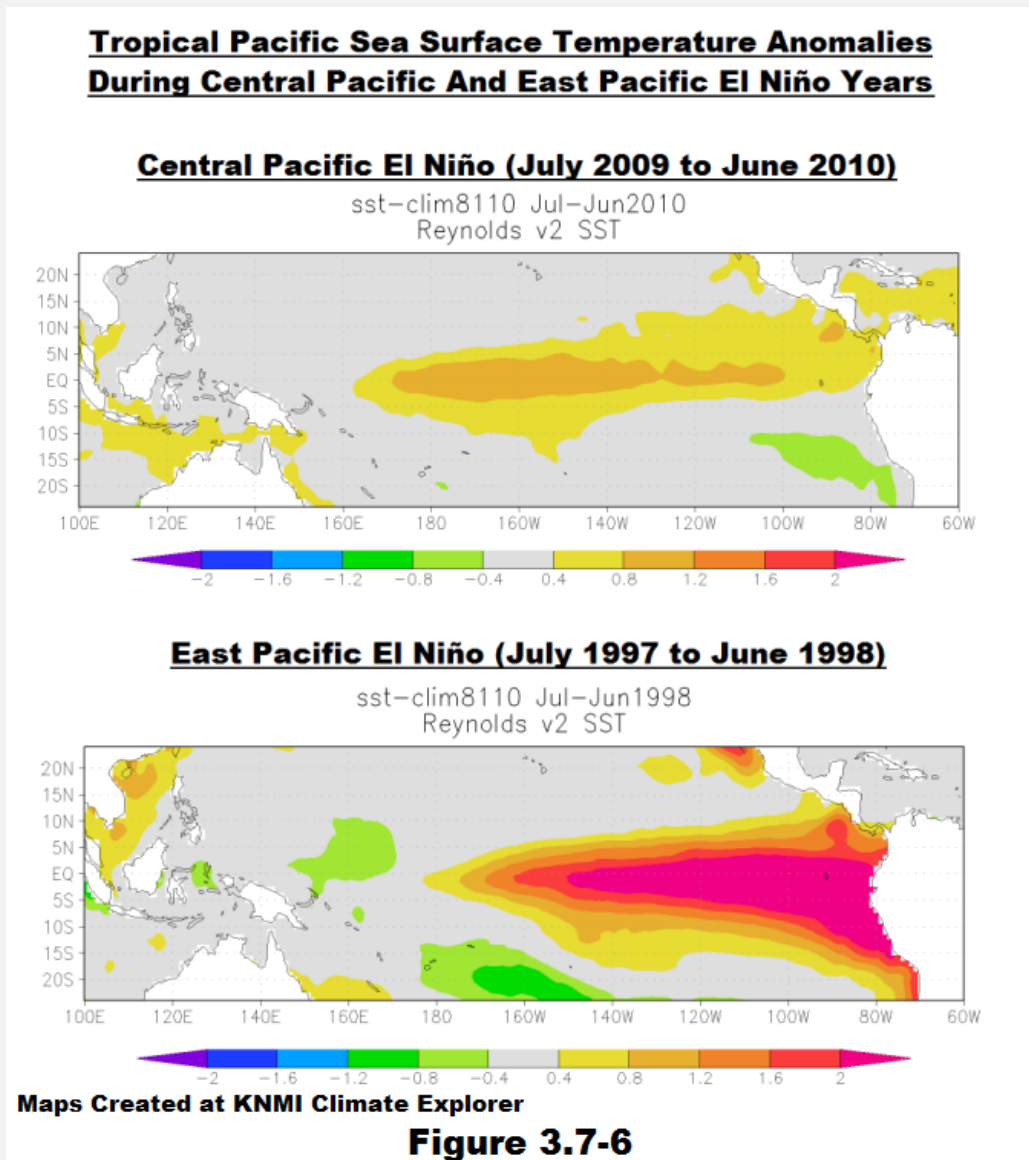 Tropical Pacific Sea Surface Temperature Anomalies
During Central Pacific And East Pacific El Niño Years
Central Pacific El Niño (July 2009 to June 2010)
sst-clim8110 Jul-Jun2010
Reynolds v2 SST
20N
15N
10N
5N
EQ
5S
10S
15S
20S
100E 120E 140E 160E 180 160W 140W 120W 100W 80W 60W
-2 -1.6 -1.2 -0.8 -0.4 0.4 0.8 1.2 1.6 2
East Pacific El Niño (July 1997 to June 1998)
sst-clim8110 Jul-Jun1998
Reynolds v2 SST
20N
15N
10N
5N
EQ
5S
10S
15S
20S
100E 120E 140E 160E 180 160W 140W 120W 100W 80W 60W
-2 -1.6 -1.2 -0.8 -0.4 0.4 0.8 1.2 1.6 2
Maps Created at KNMI Climate Explorer
Figure 3.7-6